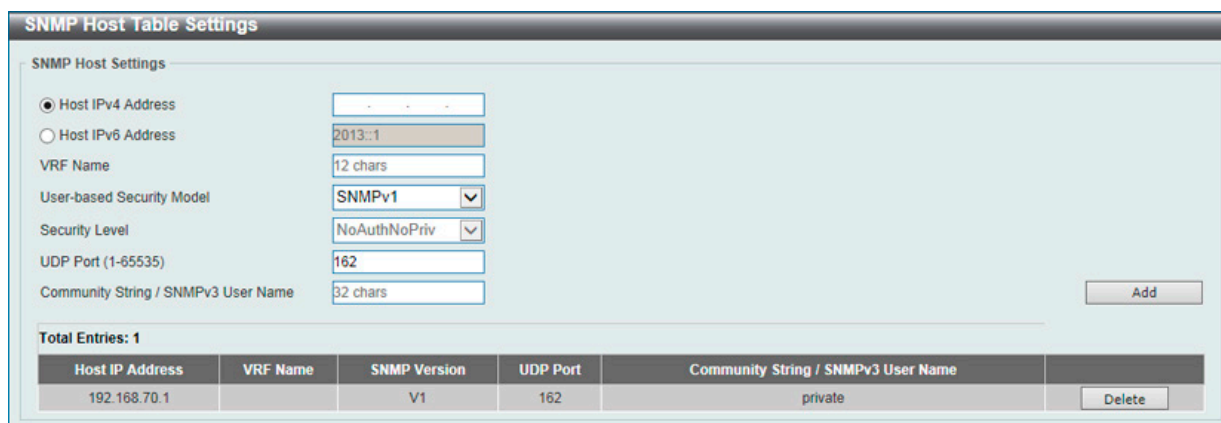 SNMP Host Table Settings
SNMP Host Settings
Host IPv4 Address . . .
Host IPv6 Address 2013::1
VRF Name 12 chars
User-based Security Model SNMPv1
Security Level NoAuthNoPriv
UDP Port (1-65535) 162
Community String / SNMPv3 User Name 32 chars Add
Total Entries: 1
Host IP Address VRF Name SNMP Version UDP Port Community String / SNMPv3 User Name
192.168.70.1 V1 162 private Delete